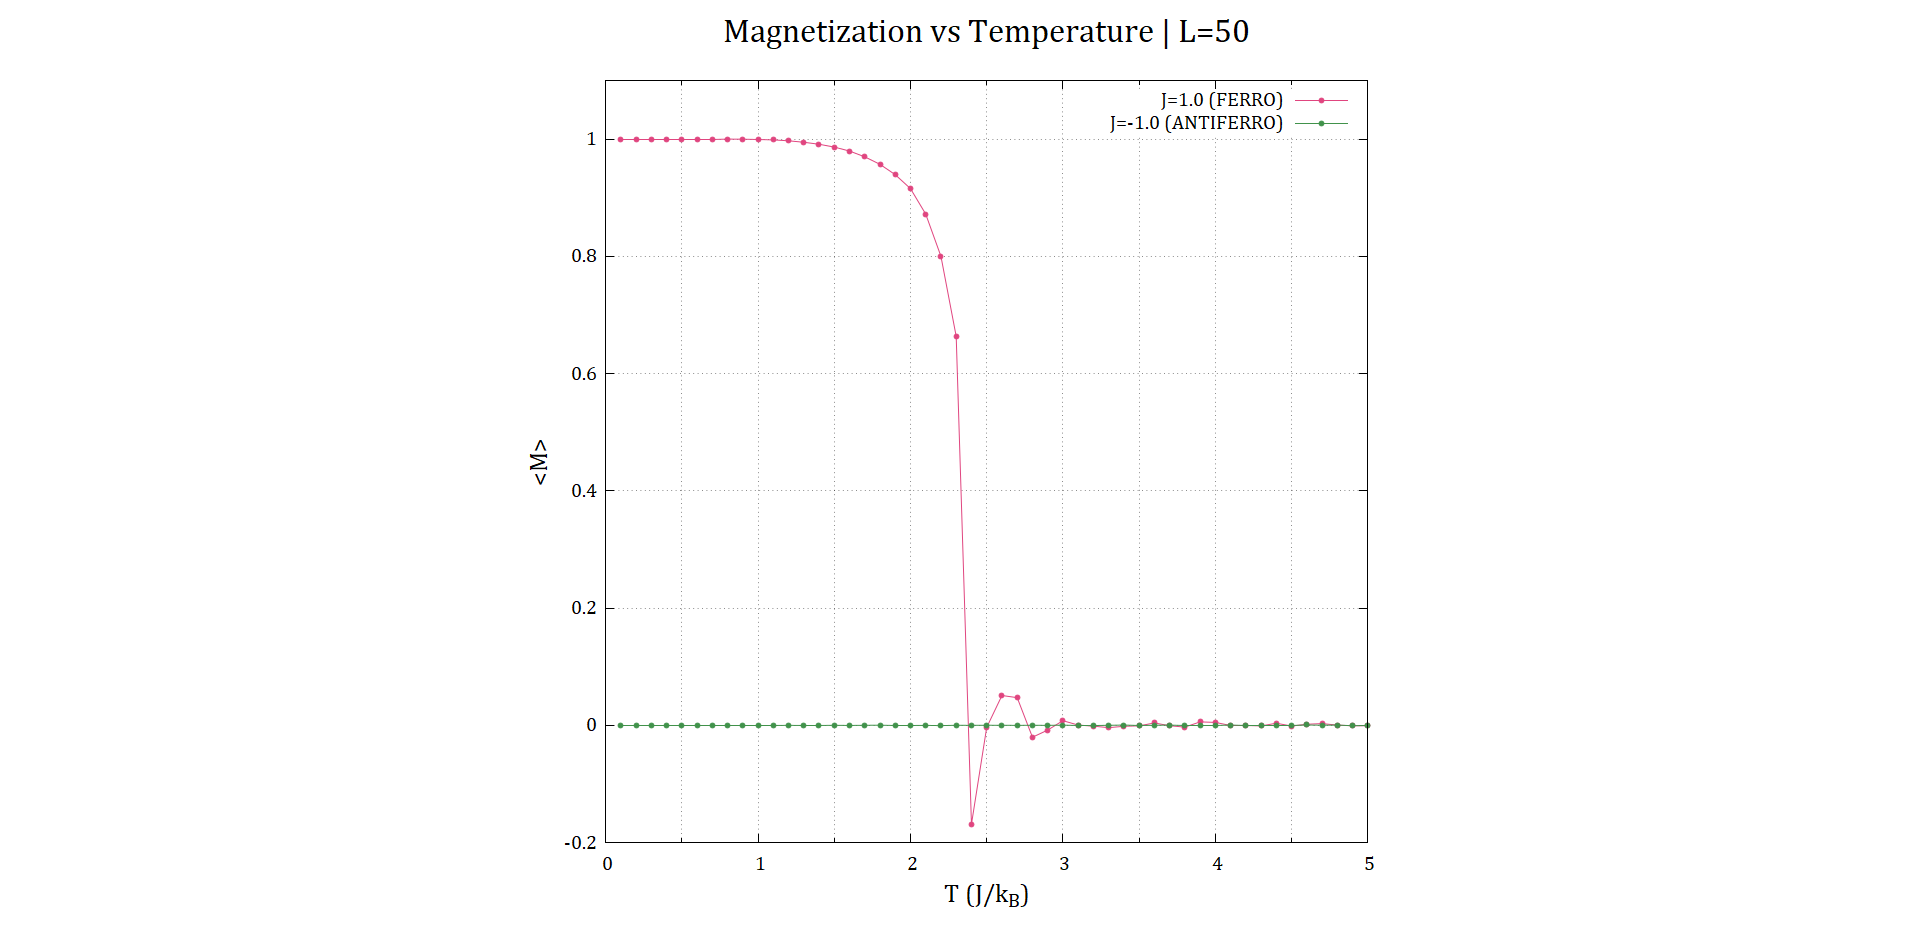 Magnetization vs Temperature | L=50
J=1.0 (FERRO)
J=-1.0 (ANTIFERRO)
1
0.8
0.6
0.4
0.2
0
-0.2
<M>
0 1 2 3 4 5
T (J/k_B)